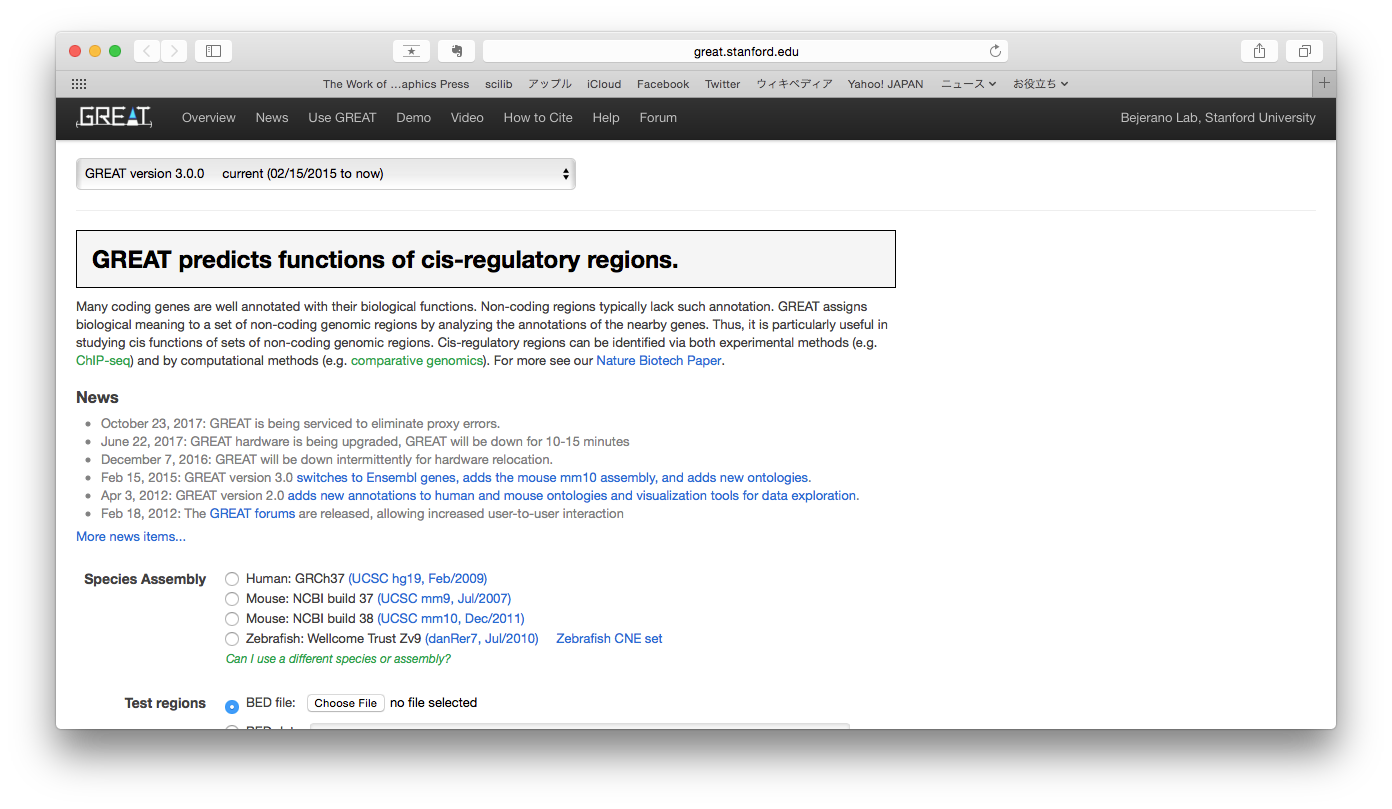 great.stanford.edu
The Work of ...aphics Press scilib アップル iCloud Facebook Twitter ウィキペディア Yahoo! JAPAN ニュース お役立ち
GREAT Overview News Use GREAT Demo Video How to Cite Help Forum Bejerano Lab, Stanford University
GREAT version 3.0.0 current (02/15/2015 to now)
GREAT predicts functions of cis-regulatory regions.
Many coding genes are well annotated with their biological functions. Non-coding regions typically lack such annotation. GREAT assigns
biological meaning to a set of non-coding genomic regions by analyzing the annotations of the nearby genes. Thus, it is particularly useful in
studying cis functions of sets of non-coding genomic regions. Cis-regulatory regions can be identified via both experimental methods (e.g.
ChIP-seq) and by computational methods (e.g. comparative genomics). For more see our Nature Biotech Paper.
News
October 23, 2017: GREAT is being serviced to eliminate proxy errors.
June 22, 2017: GREAT hardware is being upgraded, GREAT will be down for 10-15 minutes
December 7, 2016: GREAT will be down intermittently for hardware relocation.
Feb 15, 2015: GREAT version 3.0 switches to Ensembl genes, adds the mouse mm10 assembly, and adds new ontologies.
Apr 3, 2012: GREAT version 2.0 adds new annotations to human and mouse ontologies and visualization tools for data exploration.
Feb 18, 2012: The GREAT forums are released, allowing increased user-to-user interaction
More news items...
Species Assembly Human: GRCh37 (UCSC hg19, Feb/2009)
Mouse: NCBI build 37 (UCSC mm9, Jul/2007)
Mouse: NCBI build 38 (UCSC mm10, Dec/2011)
Zebrafish: Wellcome Trust Zv9 (danRer7, Jul/2010) Zebrafish CNE set
Can I use a different species or assembly?
Test regions BED file: Choose File no file selected